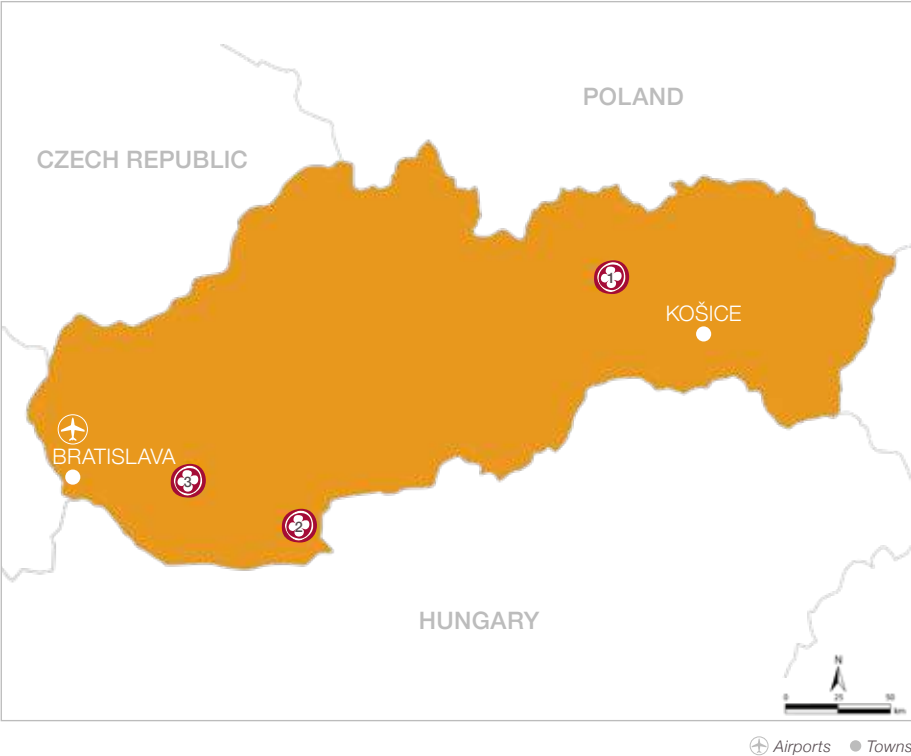 POLAND
CZECH REPUBLIC
1
KOŠICE
BRATISLAVA
3
2
HUNGARY
N
0 25 50
km
Airports Towns